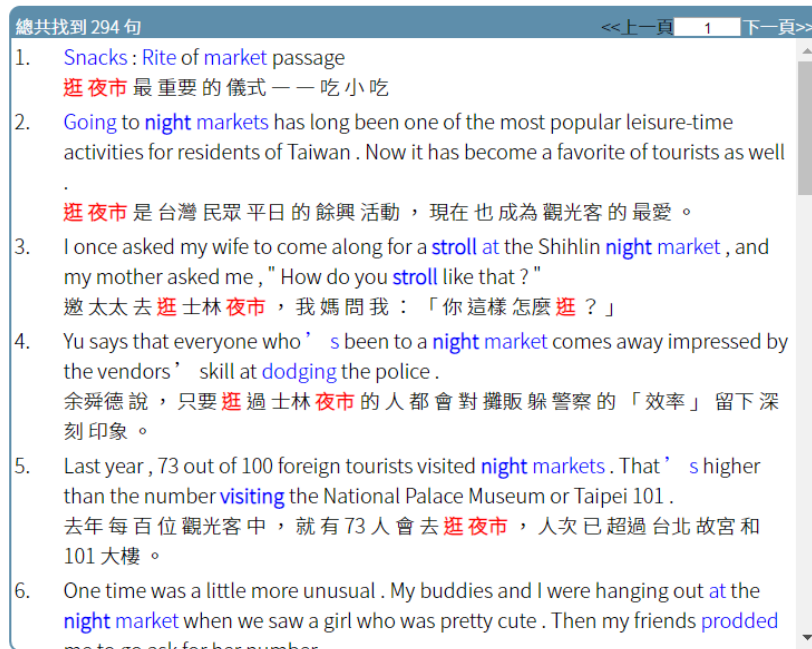 總共找到 294 句 <<上一頁 1 下一頁>>
1. Snacks : Rite of market passage
逛 夜市 最 重要 的 儀式 — — 吃 小 吃
2. Going to night markets has long been one of the most popular leisure-time
activities for residents of Taiwan . Now it has become a favorite of tourists as well
.
逛 夜市 是 台灣 民眾 平日 的 餘興 活動 ， 現在 也 成為 觀光客 的 最愛 。
3. I once asked my wife to come along for a stroll at the Shihlin night market , and
my mother asked me , " How do you stroll like that ? "
邀 太太 去 逛 士林 夜市 ， 我 媽 問 我 ： 「 你 這樣 怎麼 逛 ？ 」
4. Yu says that everyone who ’ s been to a night market comes away impressed by
the vendors ’ skill at dodging the police .
余舜德 說 ， 只要 逛 過 士林 夜市 的 人 都 會 對 攤販 躲 警察 的 「 效率 」 留下 深
刻 印象 。
5. Last year , 73 out of 100 foreign tourists visited night markets . That ’ s higher
than the number visiting the National Palace Museum or Taipei 101 .
去年 每 百 位 觀光客 中 ， 就 有 73 人 會 去 逛 夜市 ， 人次 已 超過 台北 故宮 和
101 大樓 。
6. One time was a little more unusual . My buddies and I were hanging out at the
night market when we saw a girl who was pretty cute . Then my friends prodded
me to go ask for her number